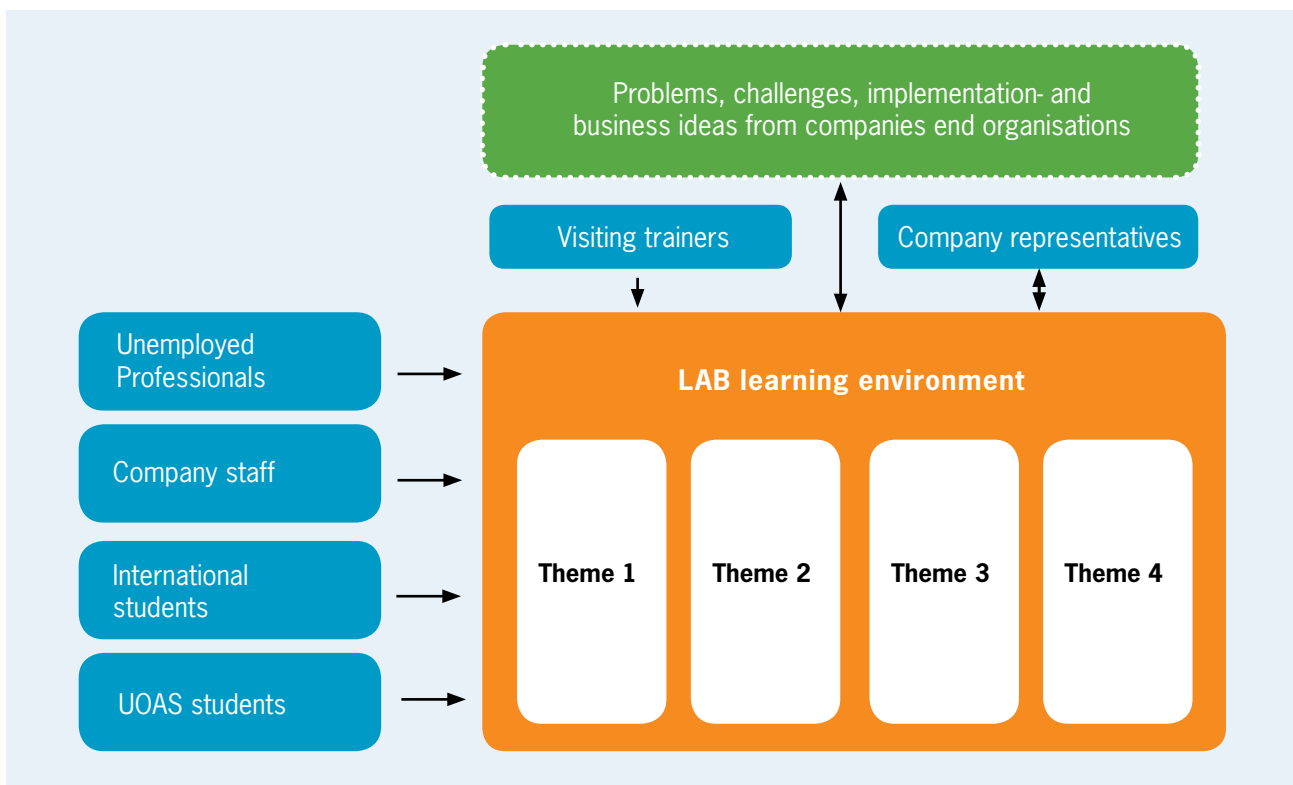 Problems, challenges, implementation- and
business ideas from companies end organisations
Visiting trainers
Company representatives
Unemployed
Professionals
Company staff
International
students
UOAS students
LAB learning environment
Theme 1
Theme 2
Theme 3
Theme 4